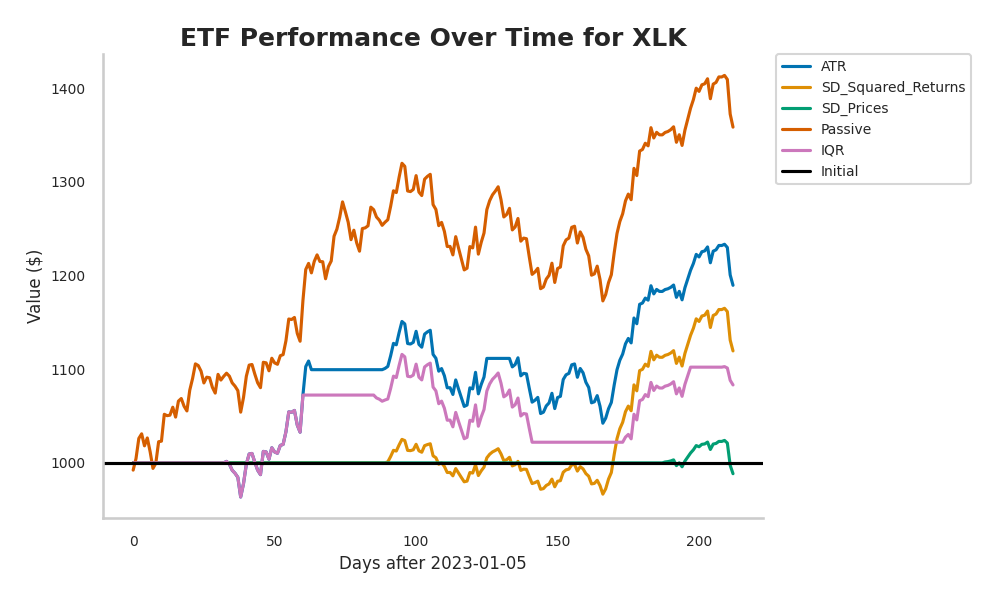 ETF Performance Over Time for XLK
ATR
SD_Squared_Returns
SD_Prices
Passive
IQR
Initial
Value ($)
1400
1300
1200
1100
1000
0 50 100 150 200
Days after 2023-01-05